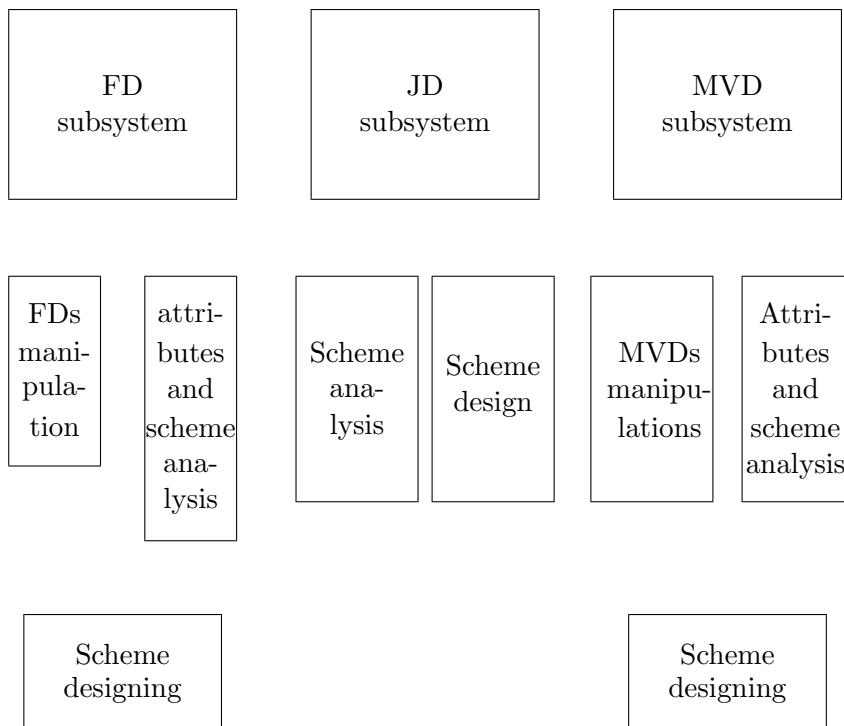 FD
subsystem
JD
subsystem
MVD
subsystem
FDs
mani-
pula-
tion
attri-
butes
and
scheme
ana-
lysis
Scheme
ana-
lysis
Scheme
design
MVDs
manipu-
lations
Attri-
butes
and
scheme
analysis
Scheme
designing
Scheme
designing